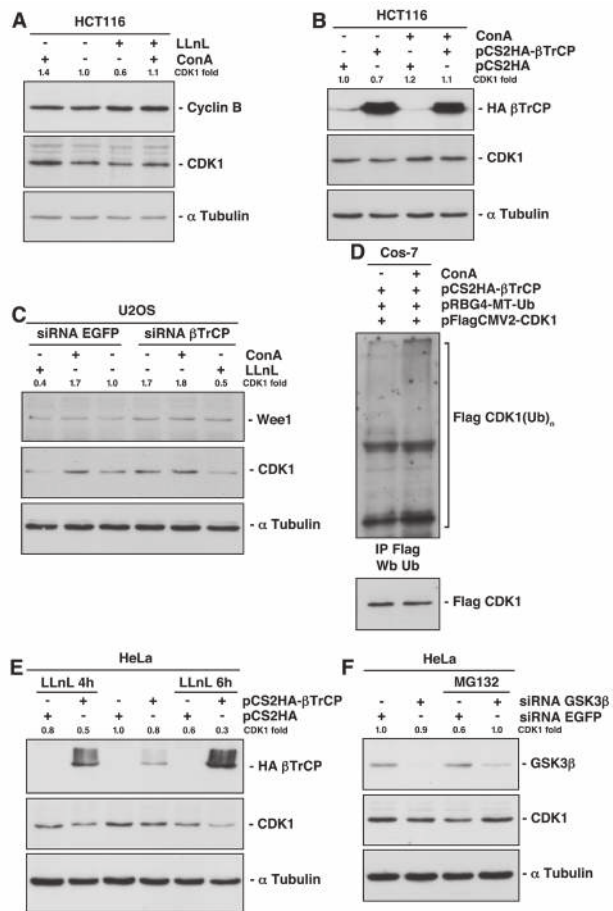 A
HCT116
- - + + LLnL
+ - - + ConA
1.4 1.0 0.6 1.1 CDK1 fold
- Cyclin B
- CDK1
- α Tubulin
B
HCT116
- - + + ConA
- + - + pCS2HA-βTrCP
+ - + - pCS2HA
1.0 0.7 1.2 1.1 CDK1 fold
- HA βTrCP
- CDK1
- α Tubulin
C
U2OS
siRNA EGFP siRNA βTrCP
- + - - + - ConA
+ - - - - + LLnL
0.4 1.7 1.0 1.7 1.8 0.5 CDK1 fold
- Wee1
- CDK1
- α Tubulin
D
Cos-7
- + ConA
+ + pCS2HA-βTrCP
+ + pRBG4-MT-Ub
+ + pFlagCMV2-CDK1
Flag CDK1(Ub)n
IP Flag
Wb Ub
- Flag CDK1
E
HeLa
LLnL 4h LLnL 6h
- + - + - + pCS2HA-βTrCP
+ - + - + - pCS2HA
0.8 0.5 1.0 0.8 0.6 0.3 CDK1 fold
- HA βTrCP
- CDK1
- α Tubulin
F
HeLa
MG132
- + - + siRNA GSK3β
+ - + - siRNA EGFP
1.0 0.9 0.6 1.0 CDK1 fold
- GSK3β
- CDK1
- α Tubulin